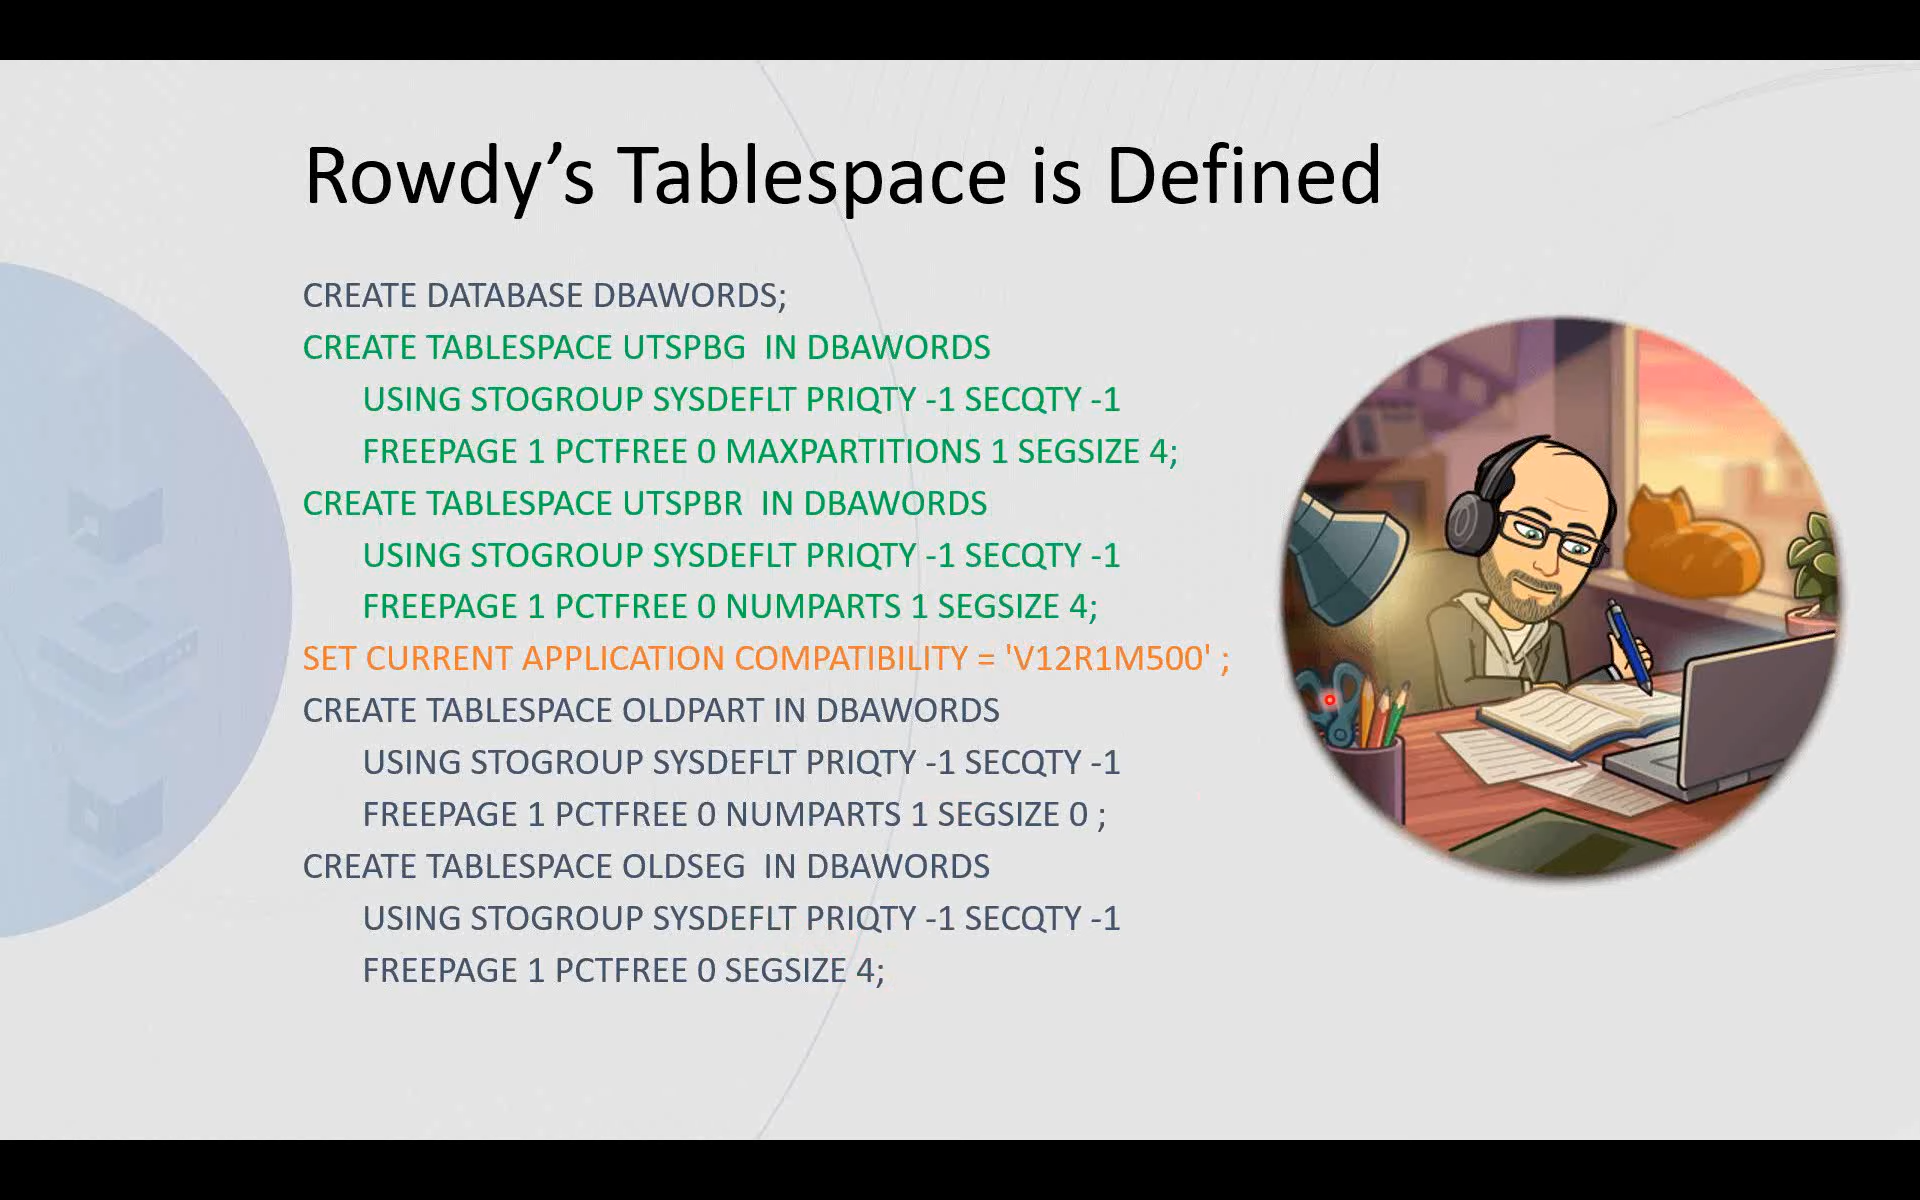 Rowdy’s Tablespace is Defined
CREATE DATABASE DBAWORDS;
CREATE TABLESPACE UTSPBG  IN DBAWORDS
USING STOGROUP SYSDEFLT PRIQTY -1 SECQTY -1
FREEPAGE 1 PCTFREE 0 MAXPARTITIONS 1 SEGSIZE 4;
CREATE TABLESPACE UTSPBR  IN DBAWORDS
USING STOGROUP SYSDEFLT PRIQTY -1 SECQTY -1
FREEPAGE 1 PCTFREE 0 NUMPARTS 1 SEGSIZE 4;
SET CURRENT APPLICATION COMPATIBILITY = 'V12R1M500' ;
CREATE TABLESPACE OLDPART IN DBAWORDS
USING STOGROUP SYSDEFLT PRIQTY -1 SECQTY -1
FREEPAGE 1 PCTFREE 0 NUMPARTS 1 SEGSIZE 0 ;
CREATE TABLESPACE OLDSEG  IN DBAWORDS
USING STOGROUP SYSDEFLT PRIQTY -1 SECQTY -1
FREEPAGE 1 PCTFREE 0 SEGSIZE 4;